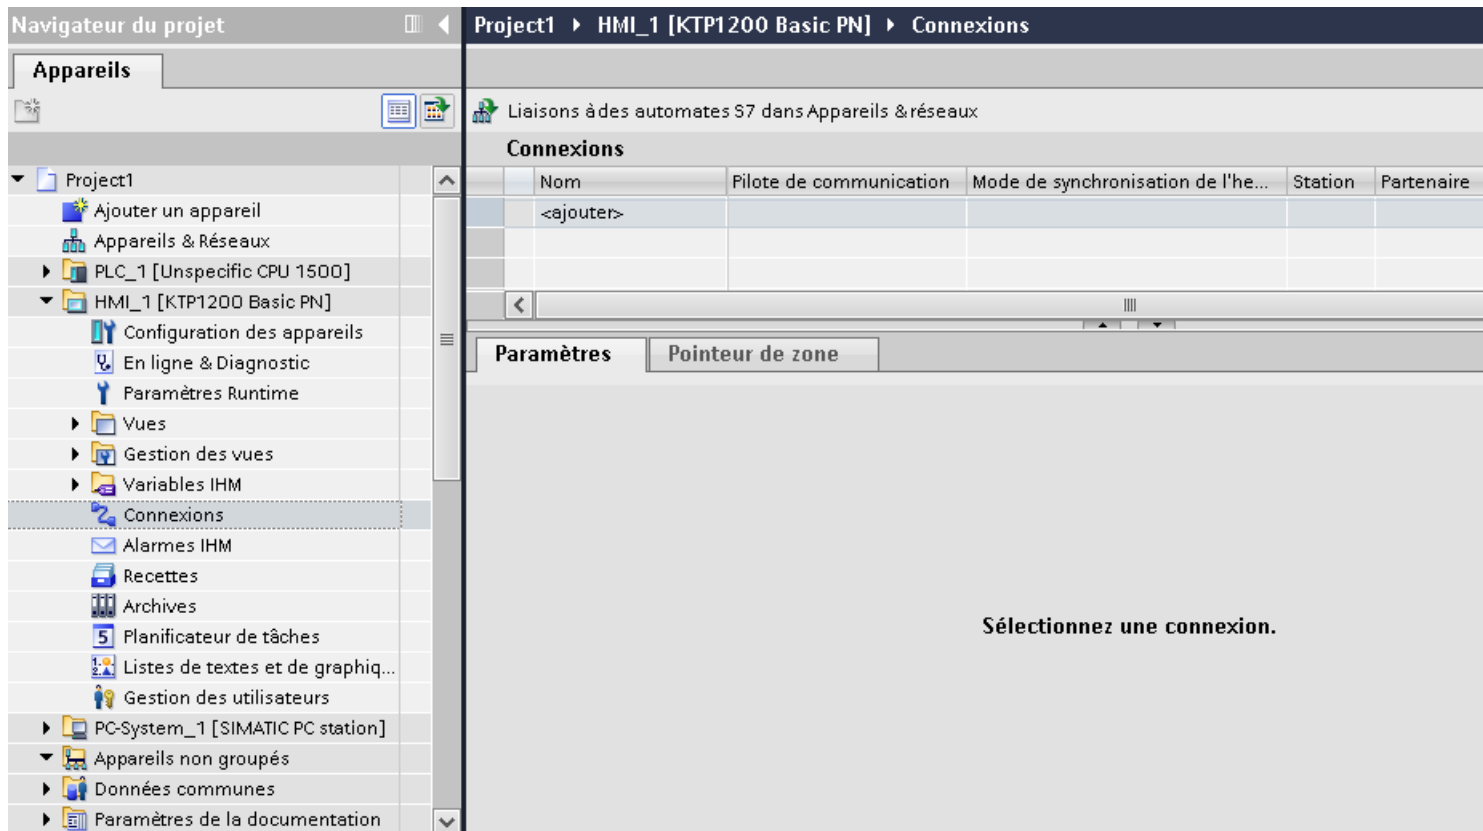 Navigateur du projet
Project1 HMI_1 [KTP1200 Basic PN] Connexions
Appareils
Liaisons à des automates S7 dans Appareils & réseaux
Connexions
Nom Pilote de communication Mode de synchronisation de l'he... Station Partenaire
<ajouter>
Project1
Ajouter un appareil
Appareils & Réseaux
PLC_1 [Unspecific CPU 1500]
HMI_1 [KTP1200 Basic PN]
Configuration des appareils
En ligne & Diagnostic
Paramètres Runtime
Vues
Gestion des vues
Variables IHM
Connexions
Alarmes IHM
Recettes
Archives
Planificateur de tâches
Listes de textes et de graphiq...
Gestion des utilisateurs
PC-System_1 [SIMATIC PC station]
Appareils non groupés
Données communes
Paramètres de la documentation
Paramètres Pointeur de zone
Sélectionnez une connexion.